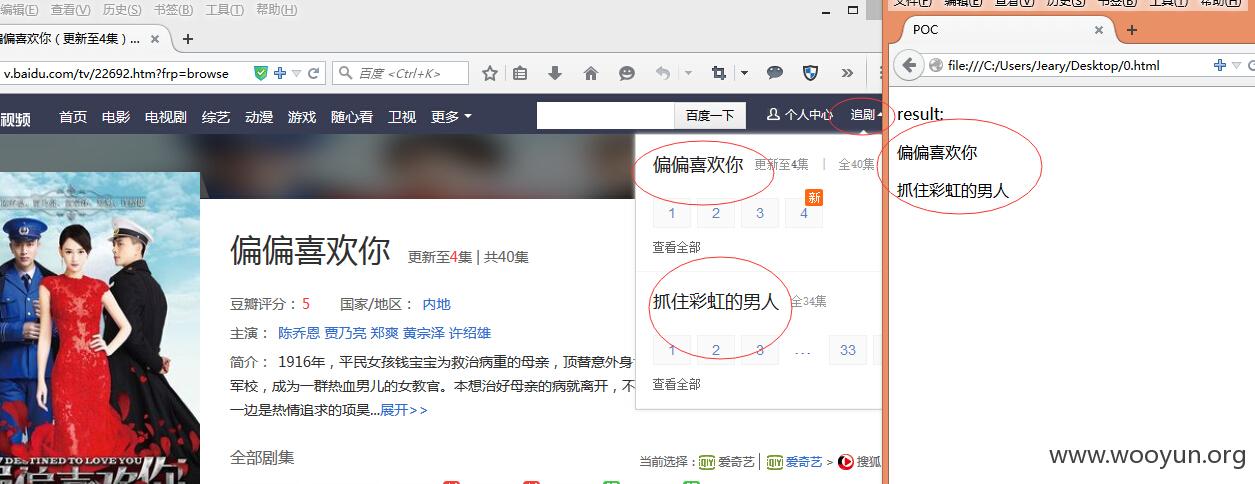 编辑(E) 查看(V) 历史(S) 书签(B) 工具(T) 帮助(H)
偏偏喜欢你（更新至4集）...
v.baidu.com/tv/22692.htm?frp=browse
百度 <Ctrl+K>
视频 首页 电影 电视剧 综艺 动漫 游戏 随心看 卫视 更多 百度一下 个人中心 追剧
偏偏喜欢你 更新至4集 | 全40集
新
1 2 3 4
查看全部
抓住彩虹的男人 全34集
1 2 3 ... 33
查看全部
偏偏喜欢你 更新至4集 | 共40集
豆瓣评分：5 国家/地区： 内地
主演： 陈乔恩 贾乃亮 郑爽 黄宗泽 许绍雄
简介： 1916年，平民女孩钱宝宝为救治病重的母亲，顶替意外身
军校，成为一群热血男儿的女教官。本想治好母亲的病就离开，不
一边是热情追求的项昊...展开>>
全部剧集
当前选择： 爱奇艺 | 爱奇艺 > 搜狐
DESTINED TO LOVE YOU
偏偏喜欢你
文件(F) 编辑(E) 查看(V) 历史(S) 书签(B) 工具(T) 帮助(H)
POC
file:///C:/Users/Jeary/Desktop/0.html
result:
偏偏喜欢你
抓住彩虹的男人
www.wooyun.org